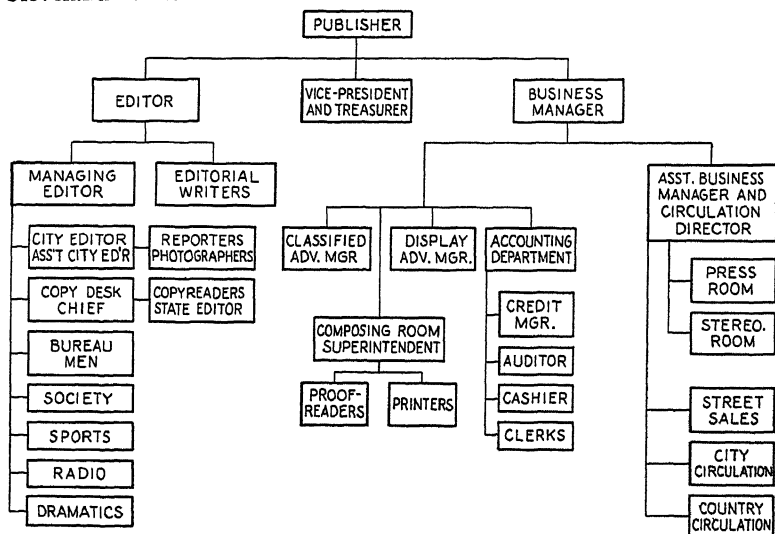 PUBLISHER
EDITOR
VICE-PRESIDENT
AND TREASURER
BUSINESS
MANAGER
MANAGING
EDITOR
EDITORIAL
WRITERS
ASST. BUSINESS
MANAGER AND
CIRCULATION
DIRECTOR
CITY EDITOR
ASS'T CITY ED'R
REPORTERS
PHOTOGRAPHERS
CLASSIFIED
ADV. MGR
DISPLAY
ADV. MGR.
ACCOUNTING
DEPARTMENT
COPY DESK
CHIEF
COPYREADERS
STATE EDITOR
BUREAU
MEN
SOCIETY
SPORTS
RADIO
DRAMATICS
COMPOSING ROOM
SUPERINTENDENT
PROOF-
READERS
PRINTERS
CREDIT
MGR.
AUDITOR
CASHIER
CLERKS
PRESS
ROOM
STEREO.
ROOM
STREET
SALES
CITY
CIRCULATION
COUNTRY
CIRCULATION